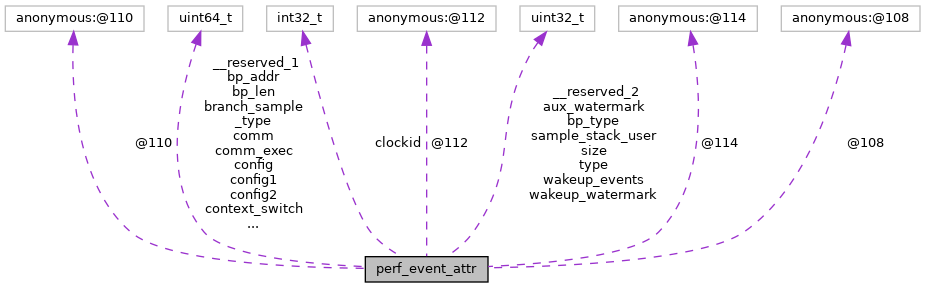 anonymous:@110
uint64_t
int32_t
anonymous:@112
uint32_t
anonymous:@114
anonymous:@108
__reserved_1
bp_addr
bp_len
branch_sample
_type
comm
comm_exec
config
config1
config2
context_switch
...
__reserved_2
aux_watermark
bp_type
sample_stack_user
size
type
wakeup_events
wakeup_watermark
@110
clockid
@112
@114
@108
perf_event_attr